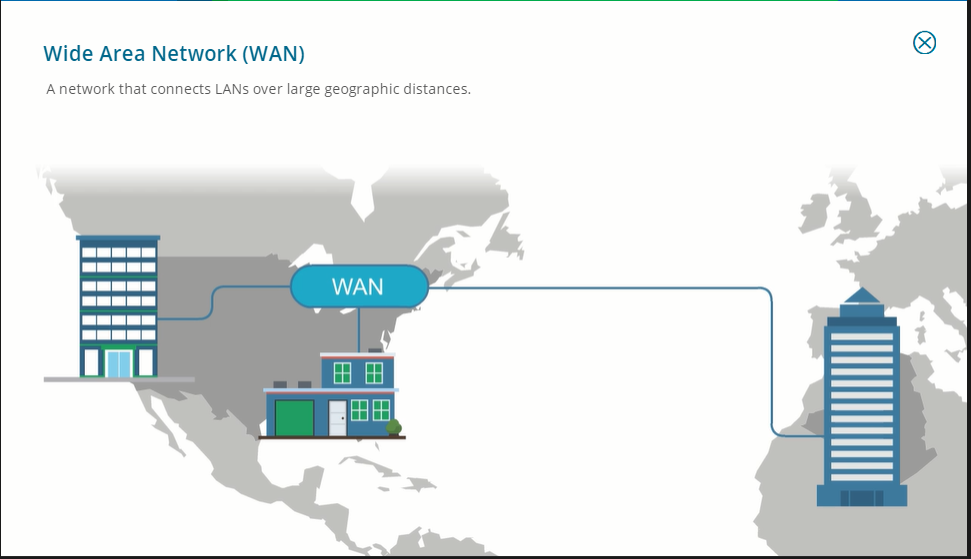 Wide Area Network (WAN)
A network that connects LANs over large geographic distances.
WAN